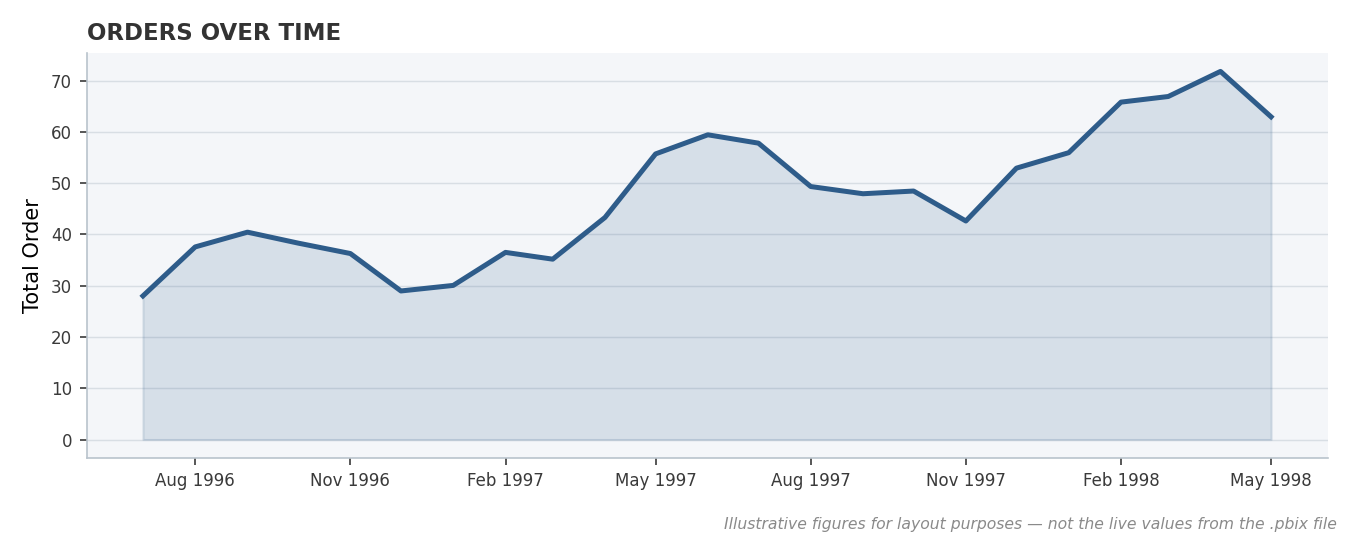 ORDERS OVER TIME
Total Order
70
60
50
40
30
20
10
0
Aug 1996 Nov 1996 Feb 1997 May 1997 Aug 1997 Nov 1997 Feb 1998 May 1998
Illustrative figures for layout purposes — not the live values from the .pbix file